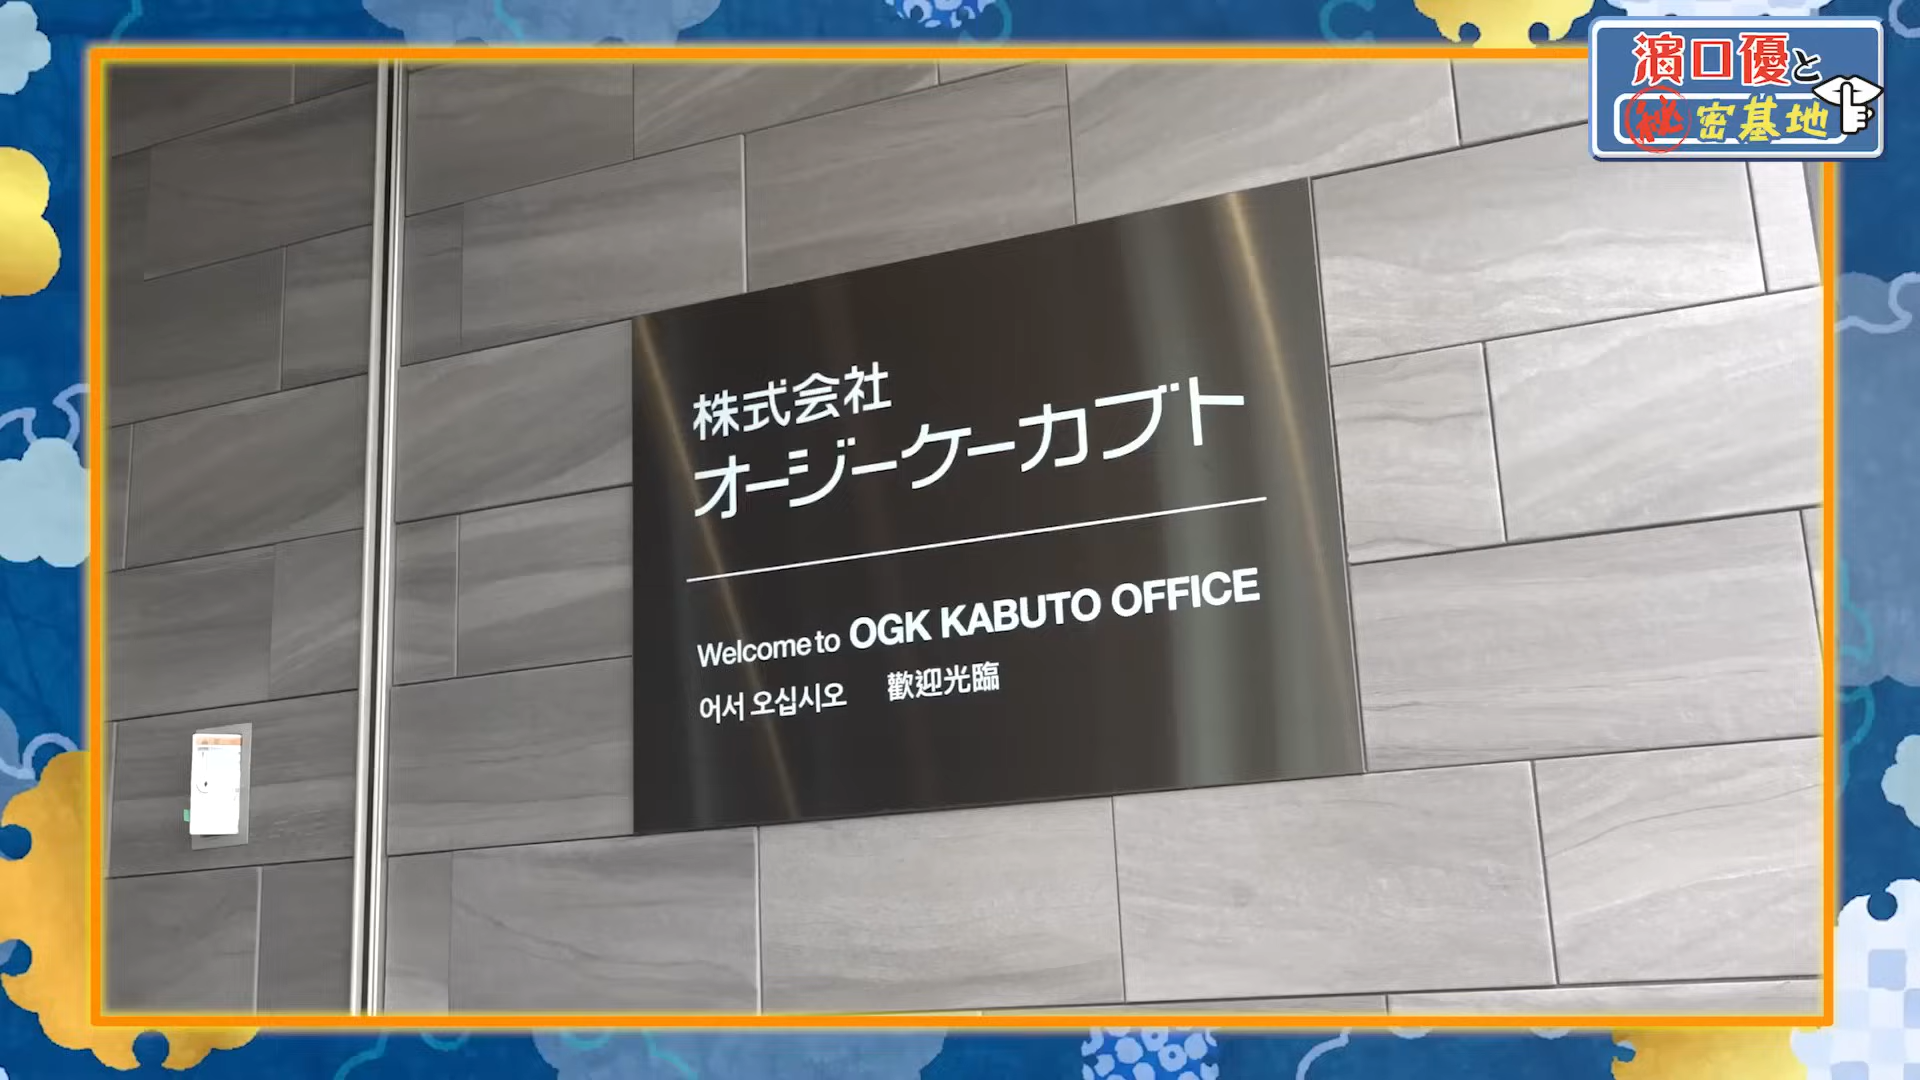 濱口優と
㊙密基地
株式会社
オージーケーカブト
Welcome to OGK KABUTO OFFICE
어서 오십시오 歡迎光臨